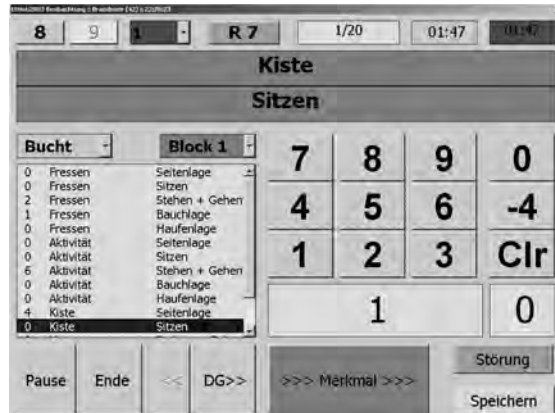 8 9 1 R 7 1/20 01:47 01:47
Kiste
Sitzen
Bucht Block 1
0 Fressen Seitenlage
0 Fressen Sitzen
2 Fressen Stehen + Gehen
1 Fressen Bauchlage
0 Fressen Haufenlage
0 Aktivität Seitenlage
0 Aktivität Sitzen
6 Aktivität Stehen + Gehen
0 Aktivität Bauchlage
0 Aktivität Haufenlage
4 Kiste Seitenlage
0 Kiste Sitzen
7 8 9 0
4 5 6 -4
1 2 3 Clr
1 0
Pause Ende << DG>> >>> Merkmal >>> Störung
Speichern